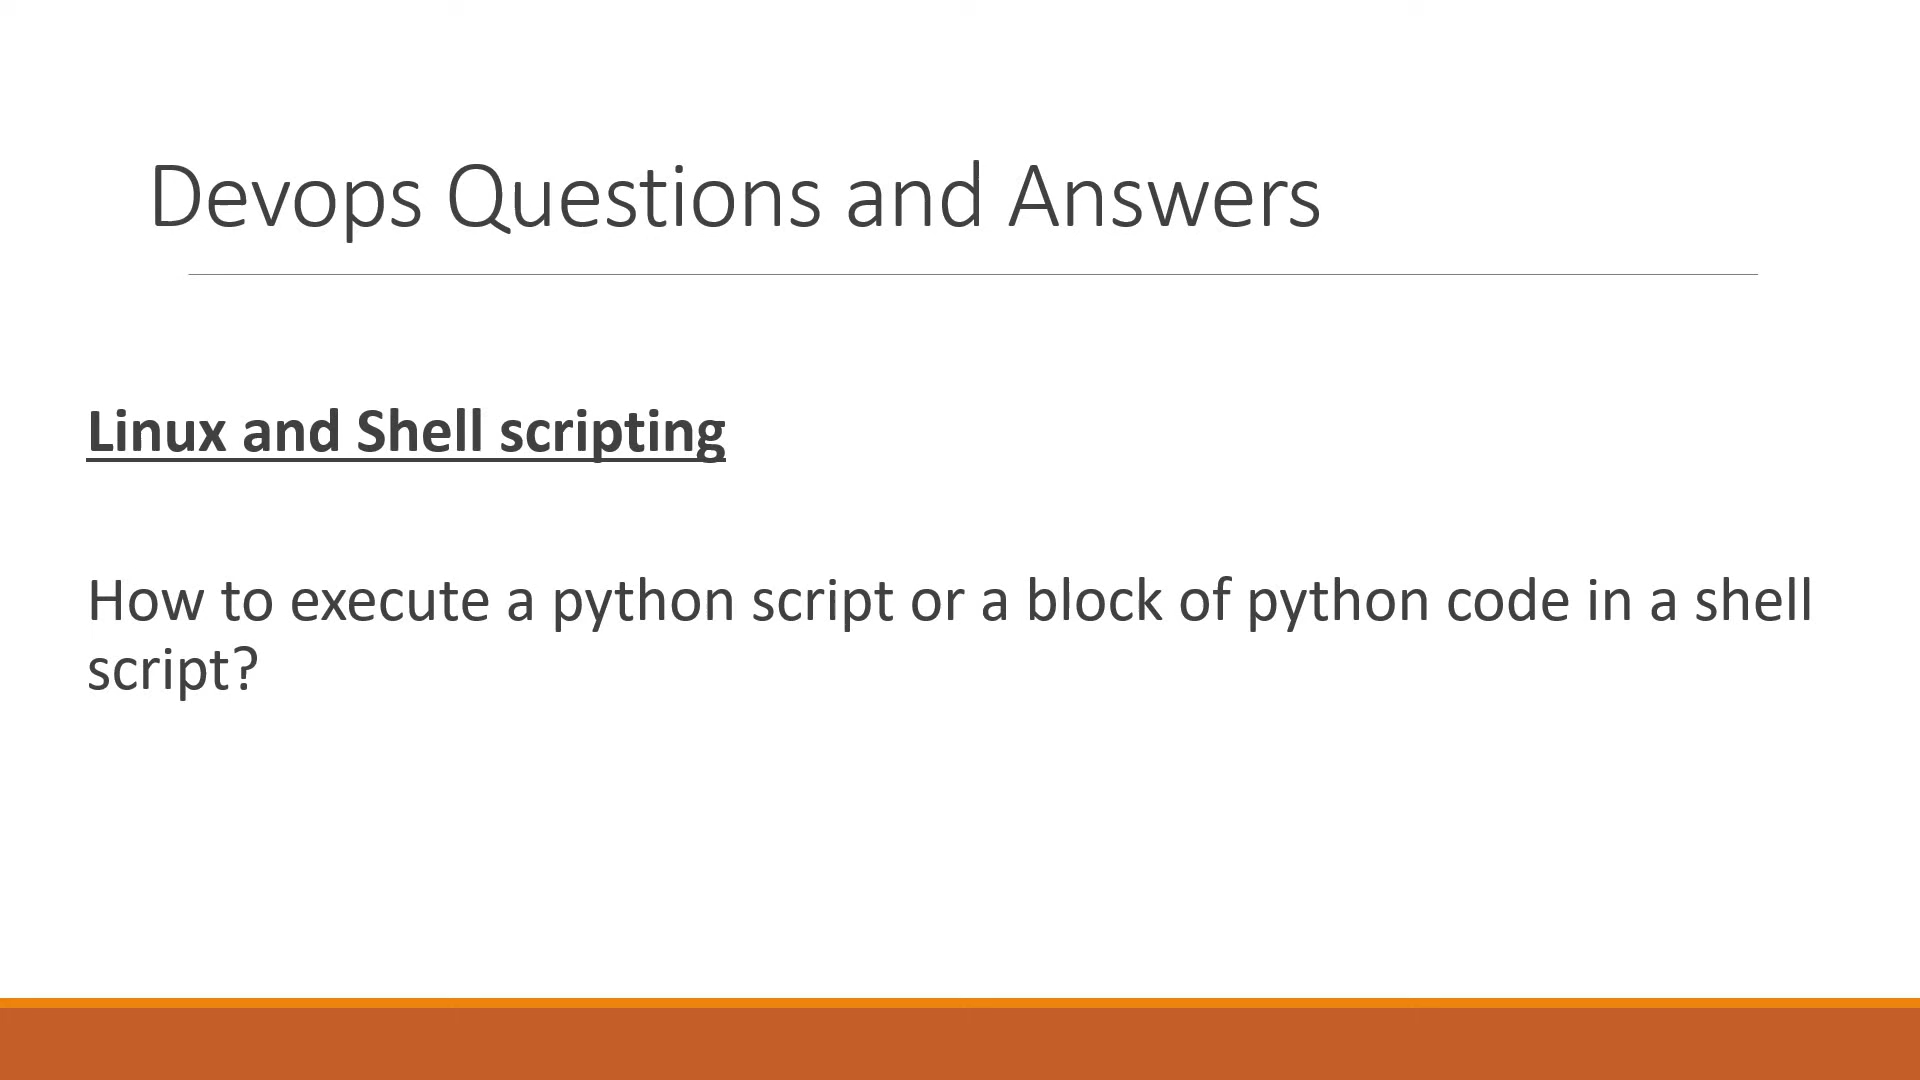 Devops Questions and Answers
Linux and Shell scripting
How to execute a python script or a block of python code in a shell
script?